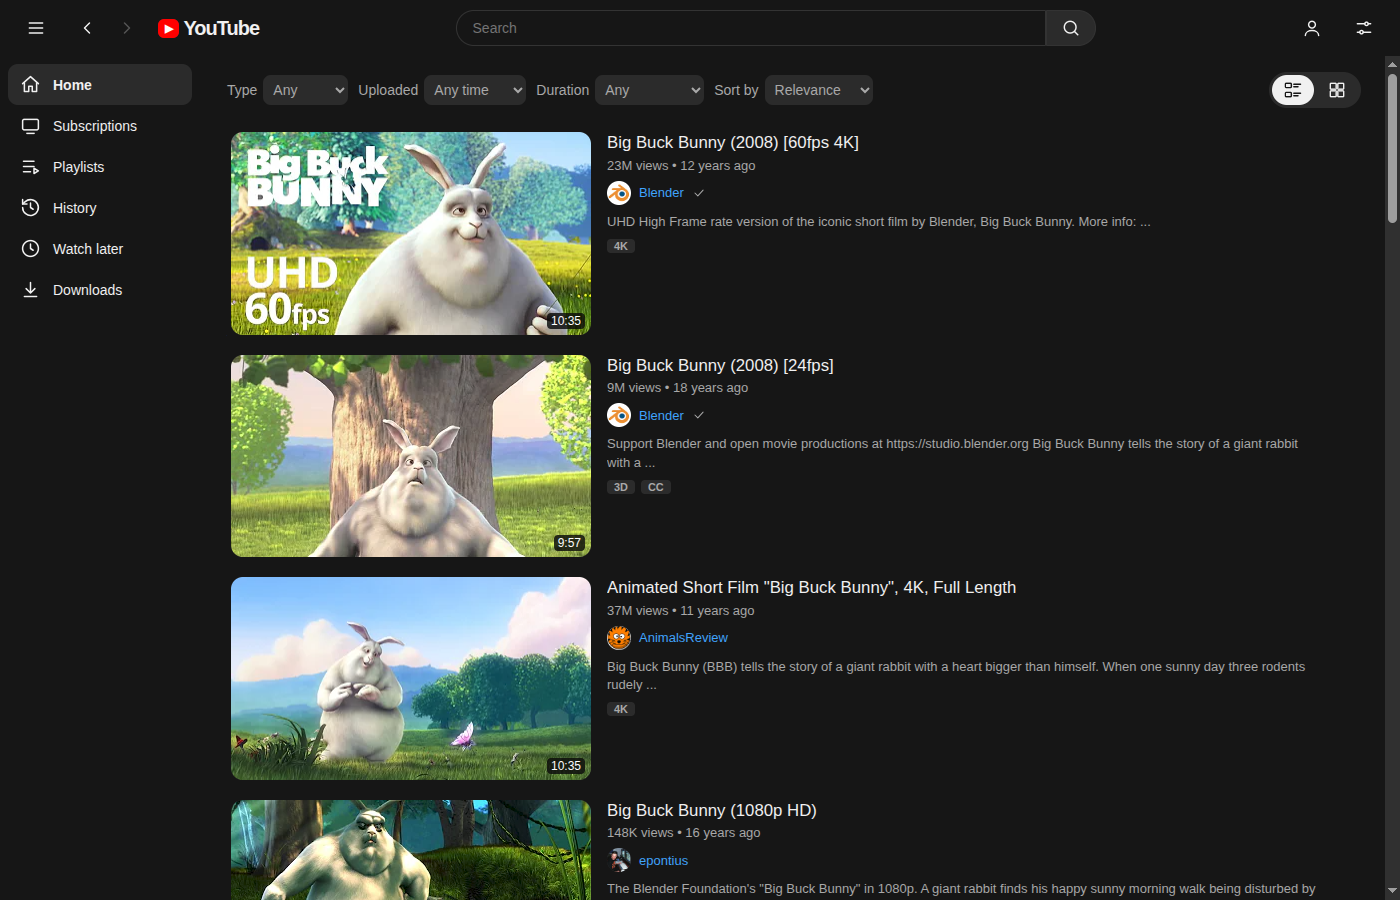 YouTube
Search
Home
Subscriptions
Playlists
History
Watch later
Downloads
Type Any Uploaded Any time Duration Any Sort by Relevance
Big Buck
BUNNY
UHD
60fps
10:35
Big Buck Bunny (2008) [60fps 4K]
23M views • 12 years ago
Blender
UHD High Frame rate version of the iconic short film by Blender, Big Buck Bunny. More info: ...
4K
9:57
Big Buck Bunny (2008) [24fps]
9M views • 18 years ago
Blender
Support Blender and open movie productions at https://studio.blender.org Big Buck Bunny tells the story of a giant rabbit
with a ...
3D CC
10:35
Animated Short Film "Big Buck Bunny", 4K, Full Length
37M views • 11 years ago
AnimalsReview
Big Buck Bunny (BBB) tells the story of a giant rabbit with a heart bigger than himself. When one sunny day three rodents
rudely ...
4K
Big Buck Bunny (1080p HD)
148K views • 16 years ago
epontius
The Blender Foundation's "Big Buck Bunny" in 1080p. A giant rabbit finds his happy sunny morning walk being disturbed by